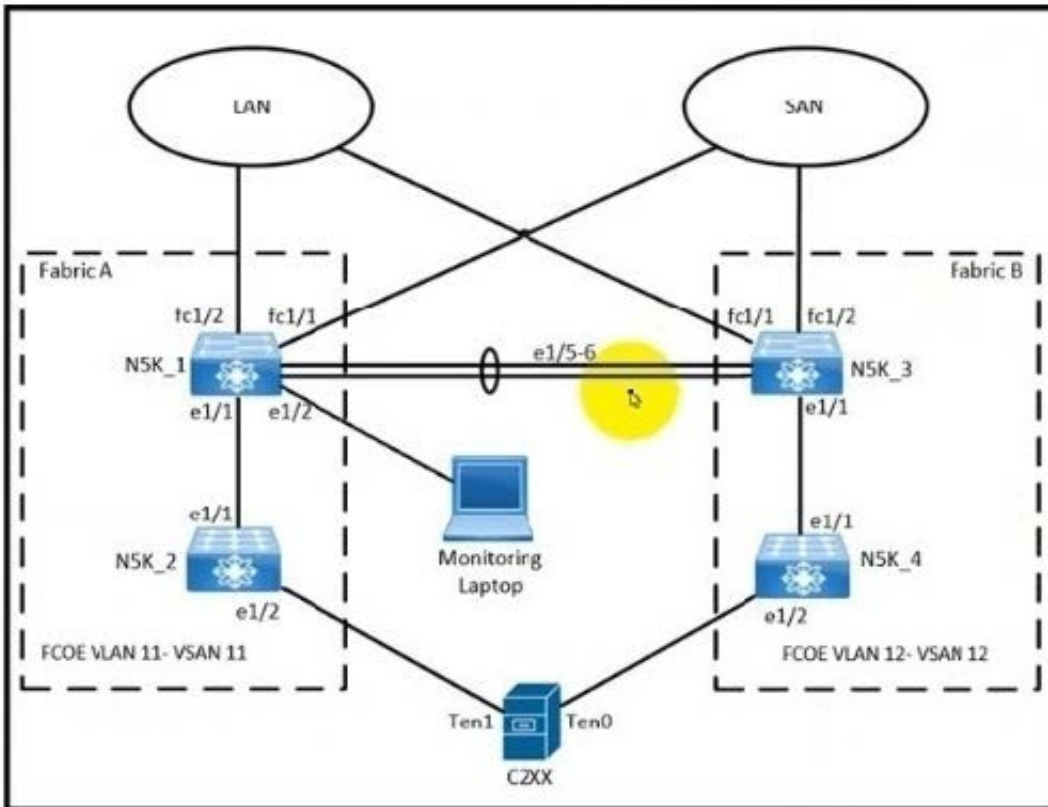 LAN
SAN
Fabric A
Fabric B
fc1/2
fc1/1
fc1/1
fc1/2
N5K_1
e1/5-6
N5K_3
e1/1
e1/2
e1/1
e1/1
e1/1
N5K_2
Monitoring
Laptop
N5K_4
e1/2
e1/2
FCOE VLAN 11- VSAN 11
FCOE VLAN 12- VSAN 12
Ten1
Ten0
C2XX